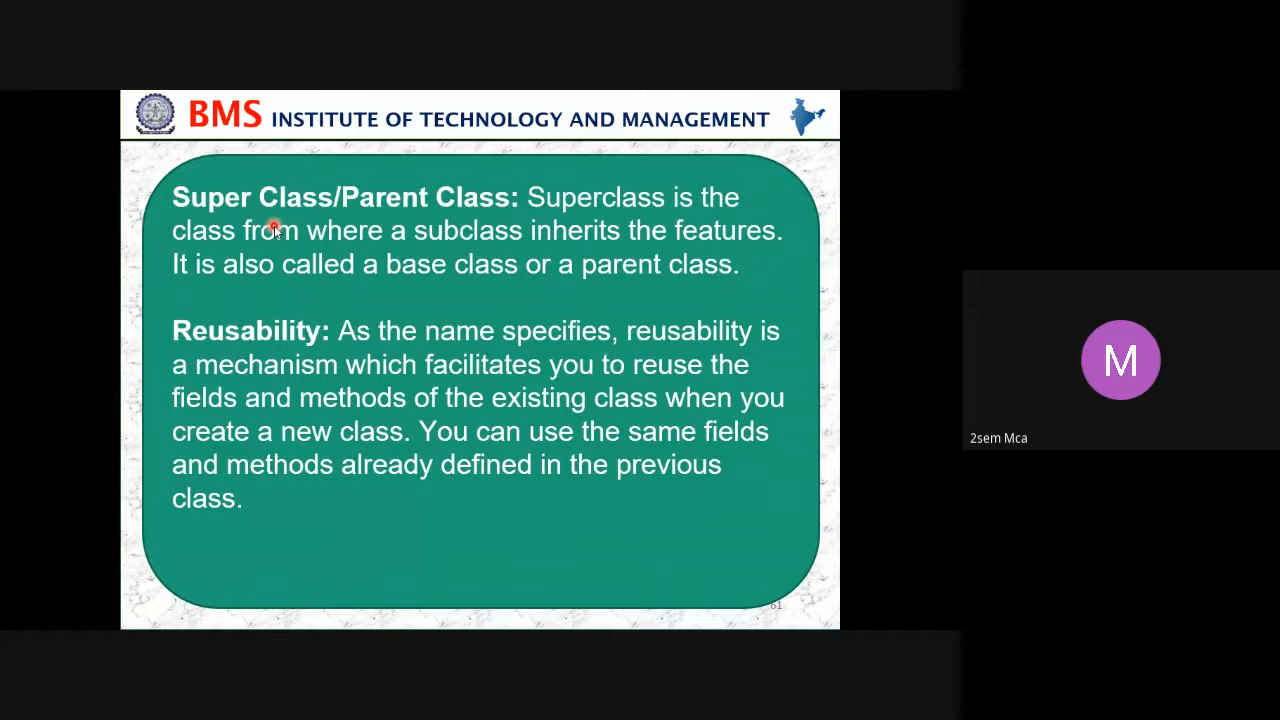 BMS INSTITUTE OF TECHNOLOGY AND MANAGEMENT
Super Class/Parent Class: Superclass is the
class from where a subclass inherits the features.
It is also called a base class or a parent class.
Reusability: As the name specifies, reusability is
a mechanism which facilitates you to reuse the
fields and methods of the existing class when you
create a new class. You can use the same fields
and methods already defined in the previous
class.
61
M
2sem Mca